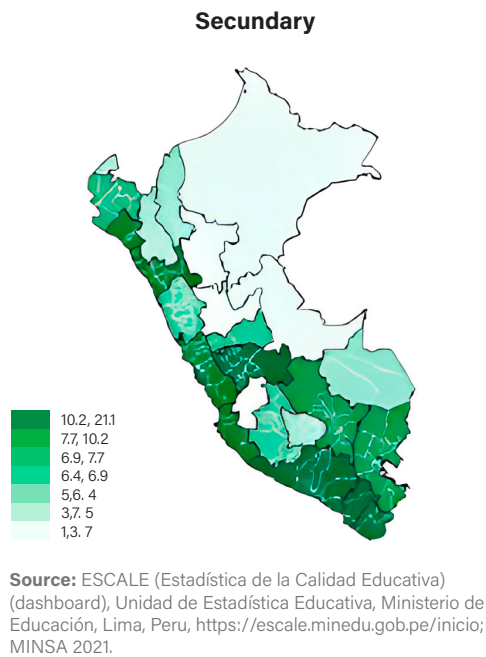 Secundary
10.2, 21.1
7.7, 10.2
6.9, 7.7
6.4, 6.9
5,6. 4
3,7. 5
1,3. 7
Source: ESCALE (Estadística de la Calidad Educativa)
(dashboard), Unidad de Estadística Educativa, Ministerio de
Educación, Lima, Peru, https://escale.minedu.gob.pe/inicio;
MINSA 2021.